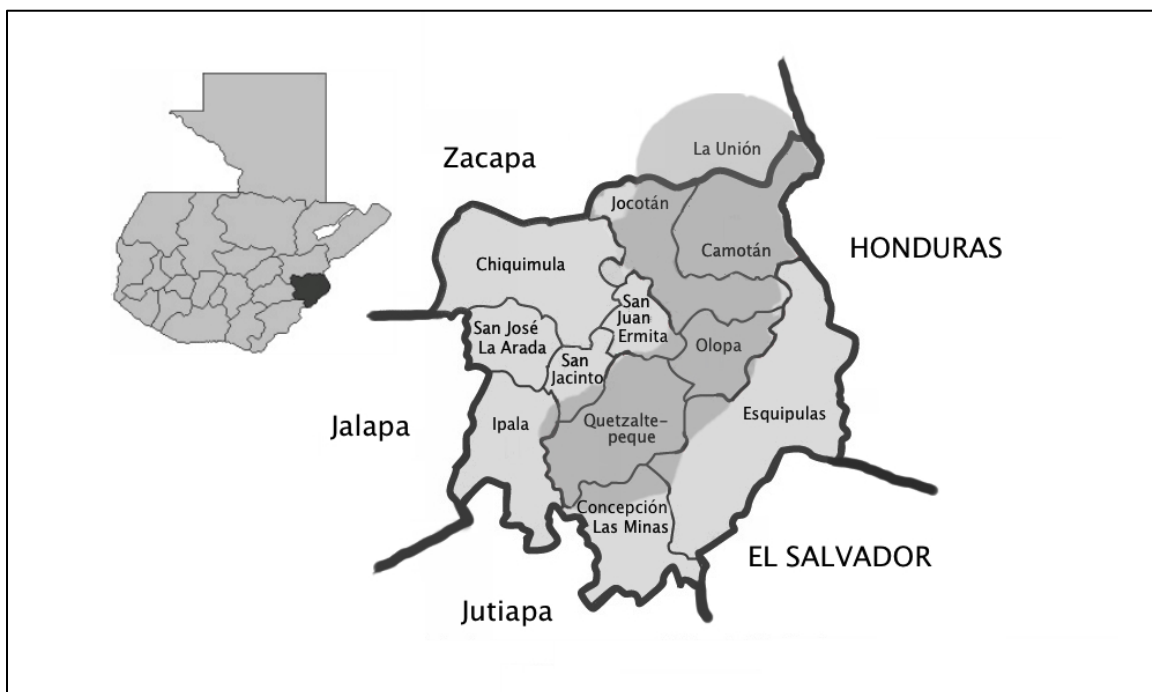 La Unión
Zacapa
Jocotán
HONDURAS
Camotán
Chiquimula
San
Juan
Ermita
San José
La Arada
Olopa
San
Jacinto
Esquipulas
Jalapa
Ipala
Quetzalte-
peque
Concepción
Las Minas
EL SALVADOR
Jutiapa